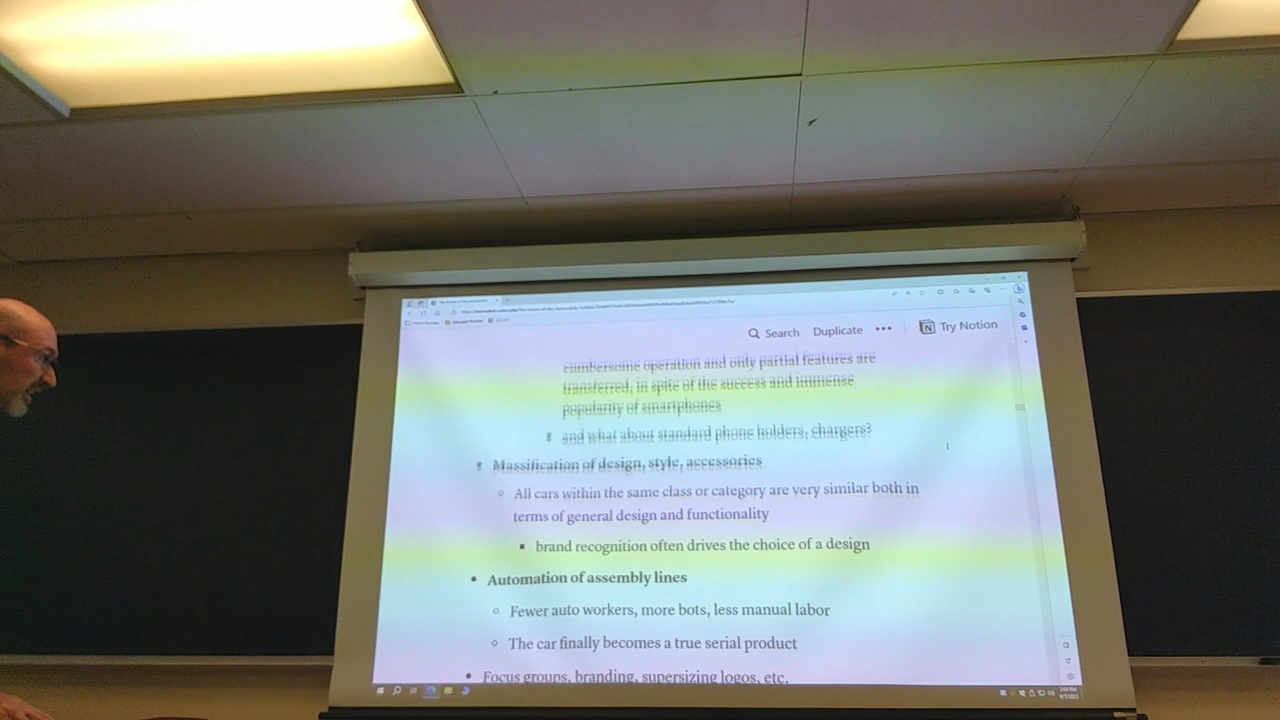 Search Duplicate ••• Try Notion
cumbersome operation and only partial features are
transferred, in spite of the success and immense
popularity of smartphones
and what about standard phone holders, chargers?
Massification of design, style, accessories
All cars within the same class or category are very similar both in
terms of general design and functionality
brand recognition often drives the choice of a design
Automation of assembly lines
Fewer auto workers, more bots, less manual labor
The car finally becomes a true serial product
Focus groups, branding, supersizing logos, etc.